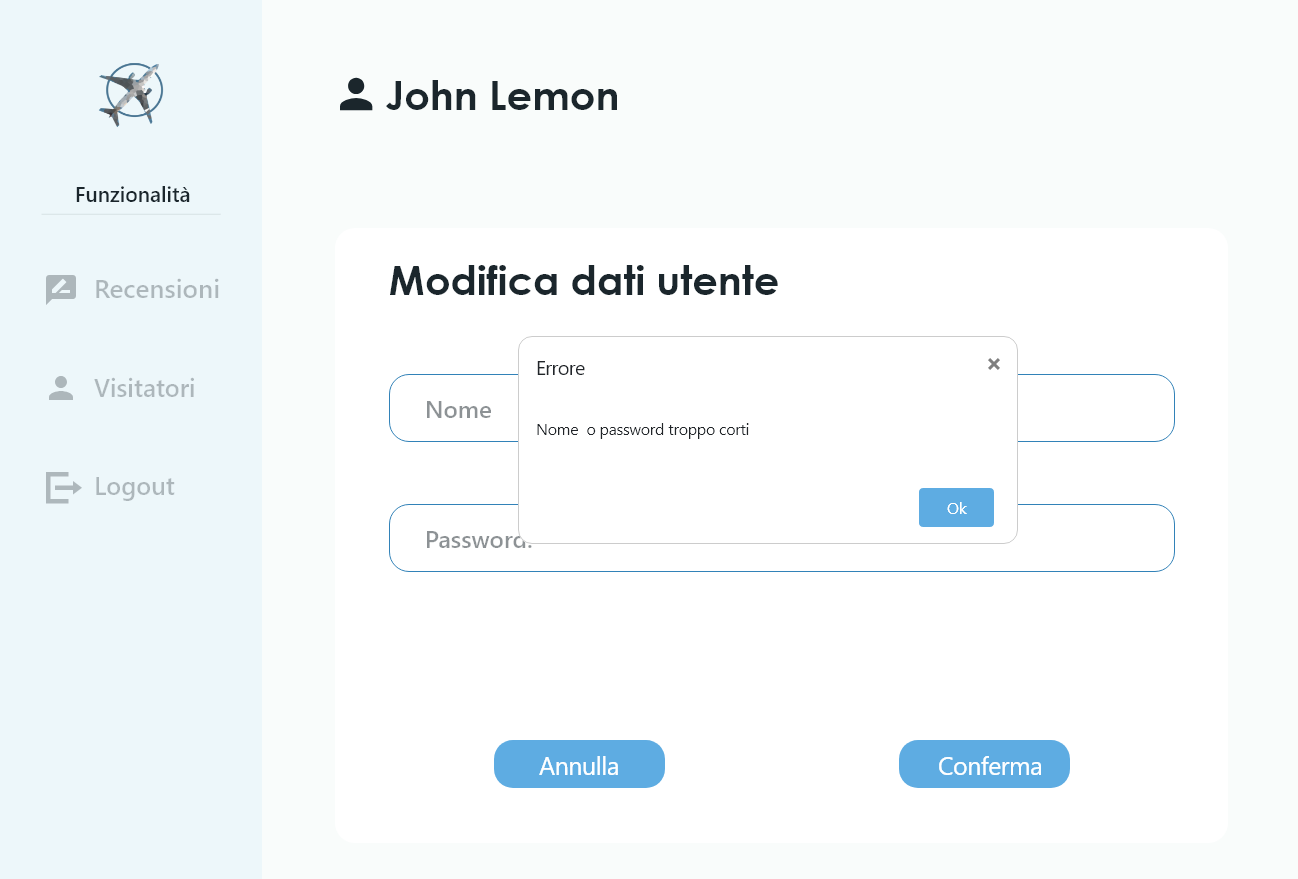 John Lemon
Funzionalità
Recensioni
Visitatori
Logout
Modifica dati utente
Errore
×
Nome
Nome  o password troppo corti
Ok
Password:
Annulla
Conferma